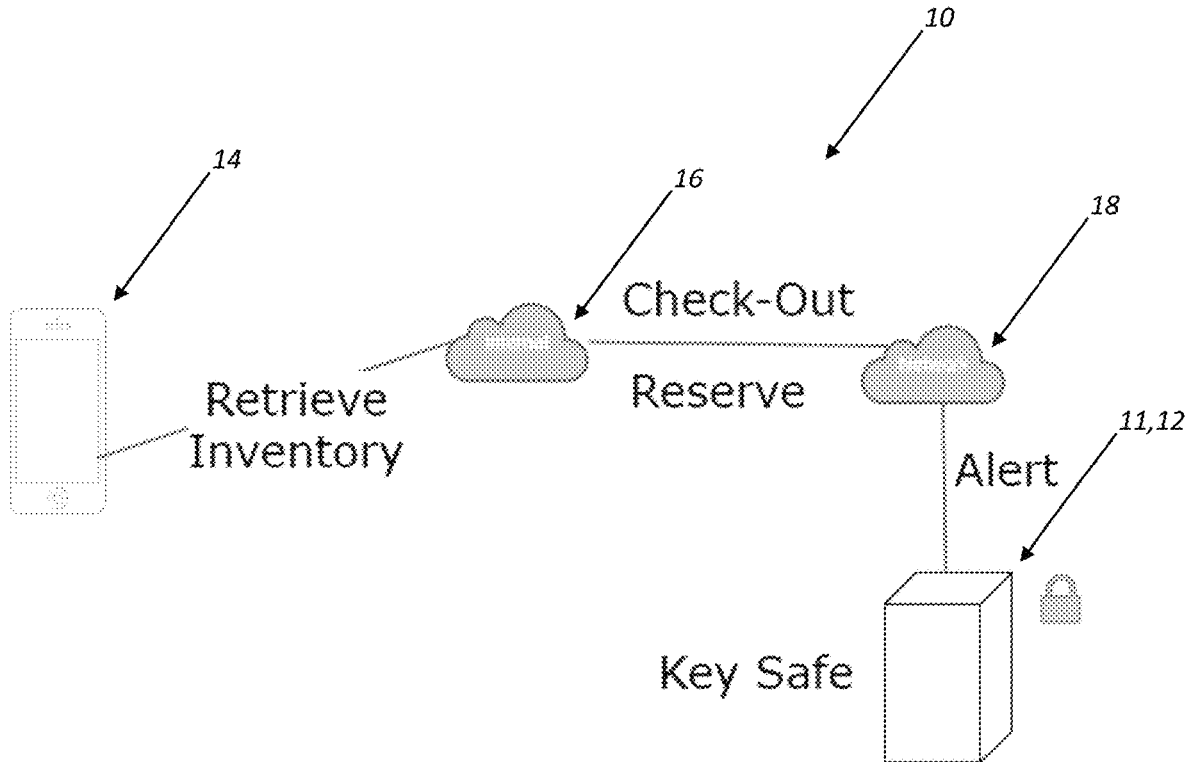 10
14
16
18
Check-Out
Retrieve
Inventory
Reserve
11,12
Alert
Key Safe